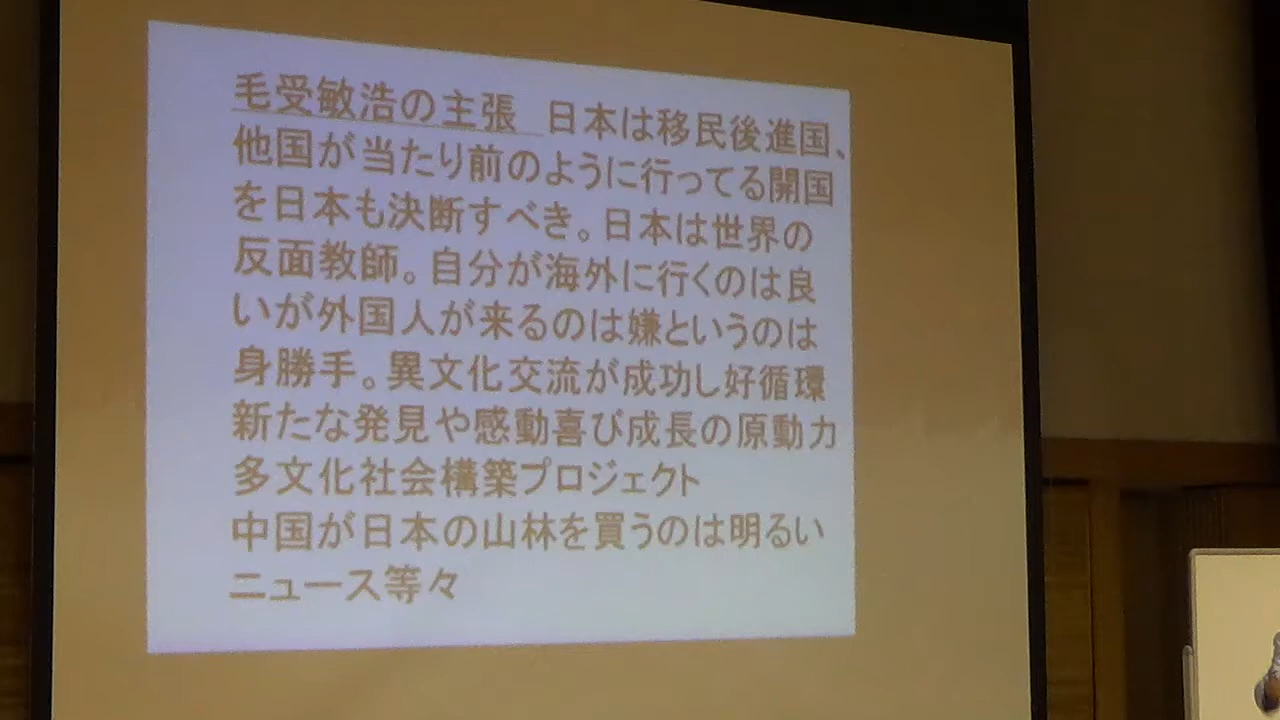 毛受敏浩の主張　日本は移民後進国、
他国が当たり前のように行ってる開国
を日本も決断すべき。日本は世界の
反面教師。自分が海外に行くのは良
いが外国人が来るのは嫌というのは
身勝手。異文化交流が成功し好循環
新たな発見や感動喜び成長の原動力
多文化社会構築プロジェクト
中国が日本の山林を買うのは明るい
ニュース等々